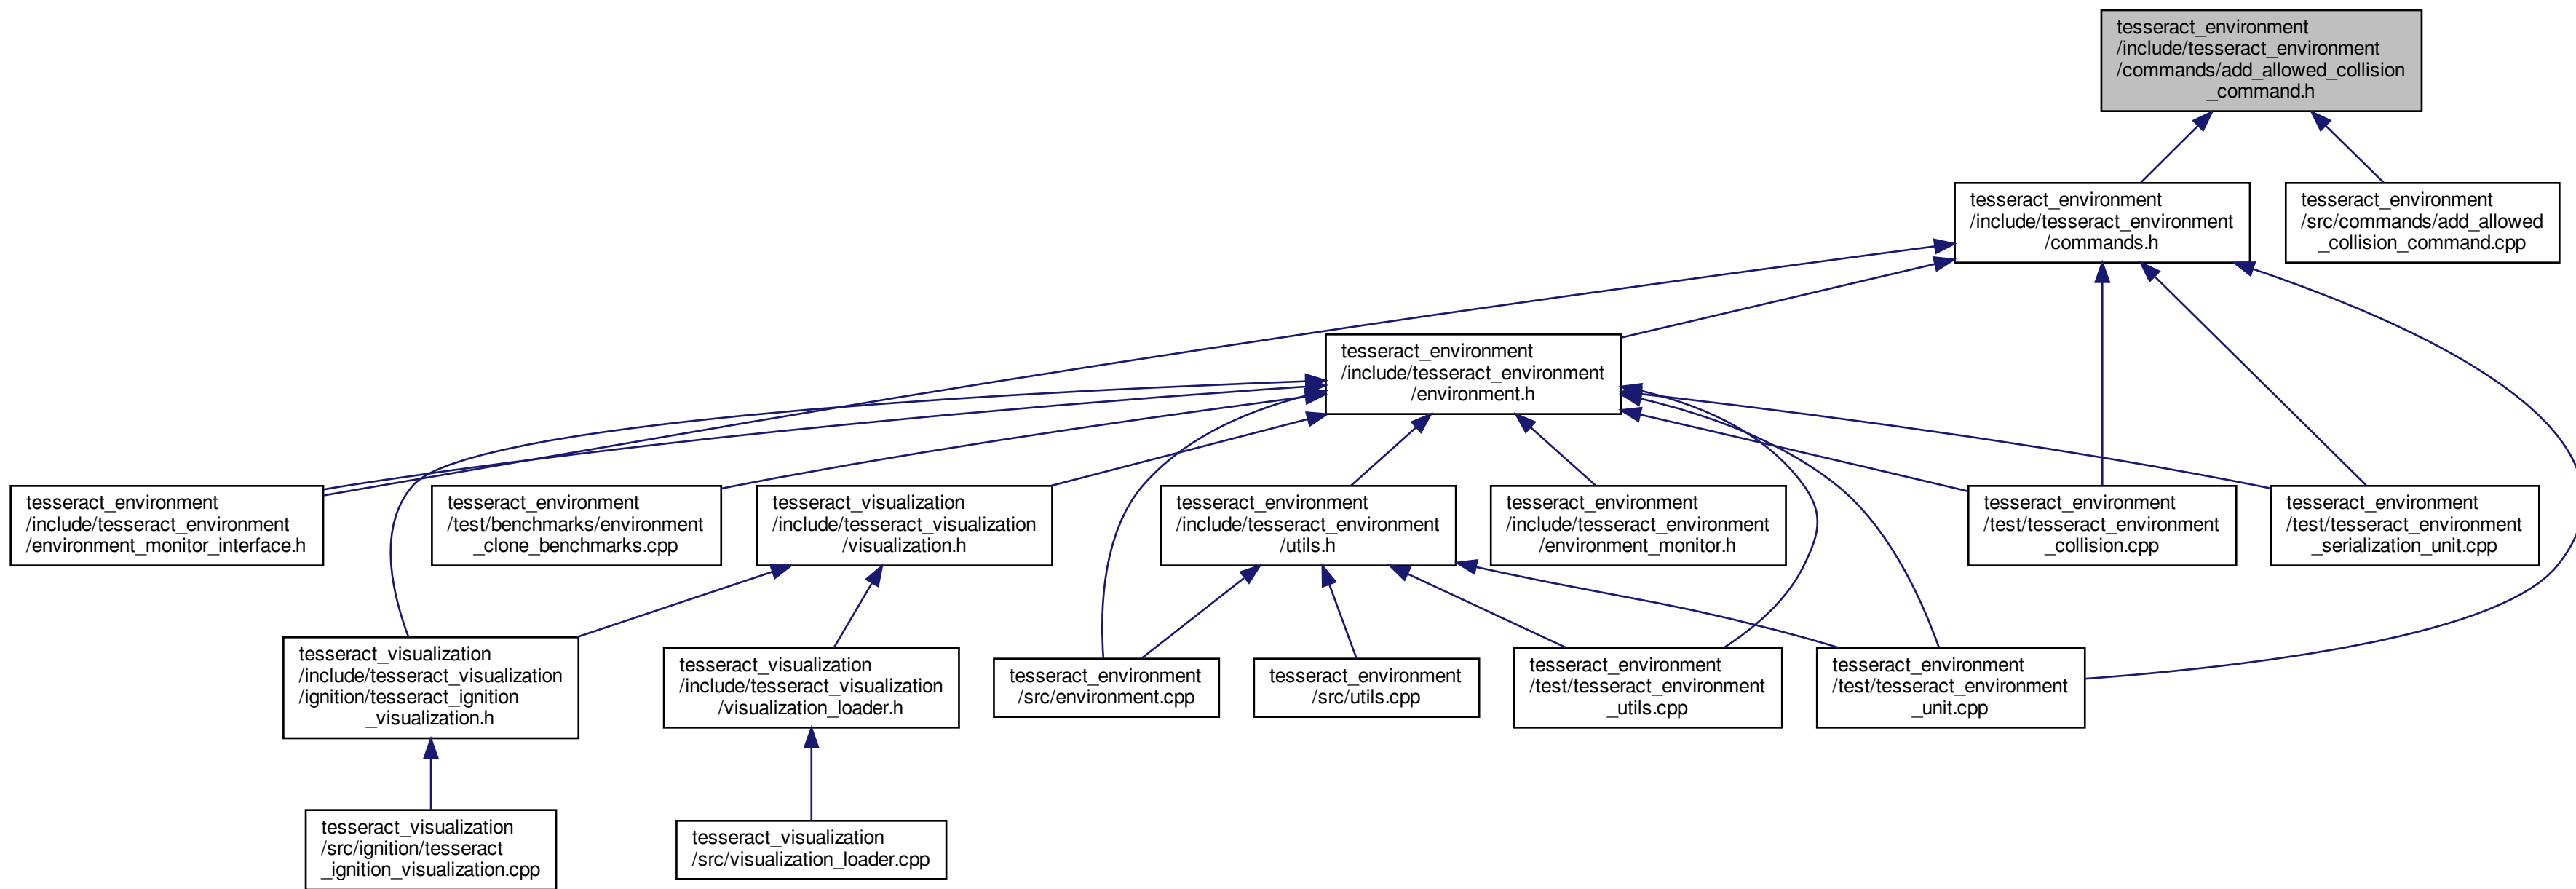 tesseract_environment
/include/tesseract_environment
/commands/add_allowed_collision
_command.h
tesseract_environment
/include/tesseract_environment
/commands.h
tesseract_environment
/src/commands/add_allowed
_collision_command.cpp
tesseract_environment
/include/tesseract_environment
/environment.h
tesseract_environment
/include/tesseract_environment
/environment_monitor_interface.h
tesseract_environment
/test/benchmarks/environment
_clone_benchmarks.cpp
tesseract_visualization
/include/tesseract_visualization
/visualization.h
tesseract_environment
/include/tesseract_environment
/utils.h
tesseract_environment
/include/tesseract_environment
/environment_monitor.h
tesseract_environment
/test/tesseract_environment
_collision.cpp
tesseract_environment
/test/tesseract_environment
_serialization_unit.cpp
tesseract_visualization
/include/tesseract_visualization
/ignition/tesseract_ignition
_visualization.h
tesseract_visualization
/include/tesseract_visualization
/visualization_loader.h
tesseract_environment
/src/environment.cpp
tesseract_environment
/src/utils.cpp
tesseract_environment
/test/tesseract_environment
_utils.cpp
tesseract_environment
/test/tesseract_environment
_unit.cpp
tesseract_visualization
/src/ignition/tesseract
_ignition_visualization.cpp
tesseract_visualization
/src/visualization_loader.cpp